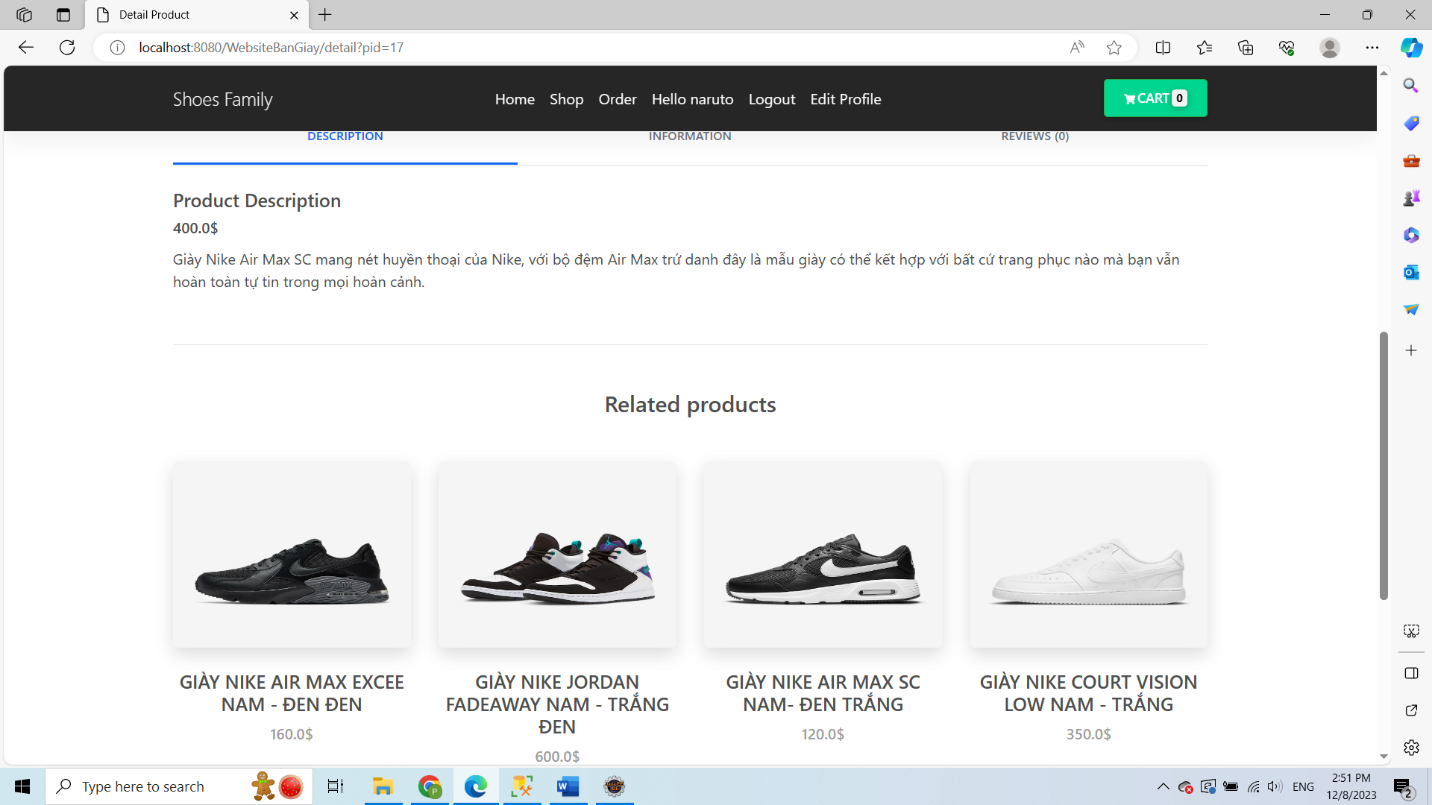 Detail Product
localhost:8080/WebsiteBanGiay/detail?pid=17
Shoes Family
Home Shop Order Hello naruto Logout Edit Profile
CART 0
DESCRIPTION INFORMATION REVIEWS (0)
Product Description
400.0$
Giày Nike Air Max SC mang nét huyền thoại của Nike, với bộ đệm Air Max trứ danh đây là mẫu giày có thể kết hợp với bất cứ trang phục nào mà bạn vẫn
hoàn toàn tự tin trong mọi hoàn cảnh.
Related products
GIÀY NIKE AIR MAX EXCEE
NAM - ĐEN ĐEN
160.0$
GIÀY NIKE JORDAN
FADEAWAY NAM - TRẮNG
ĐEN
600.0$
GIÀY NIKE AIR MAX SC
NAM- ĐEN TRẮNG
120.0$
GIÀY NIKE COURT VISION
LOW NAM - TRẮNG
350.0$
Type here to search
ENG
2:51 PM
12/8/2023
2